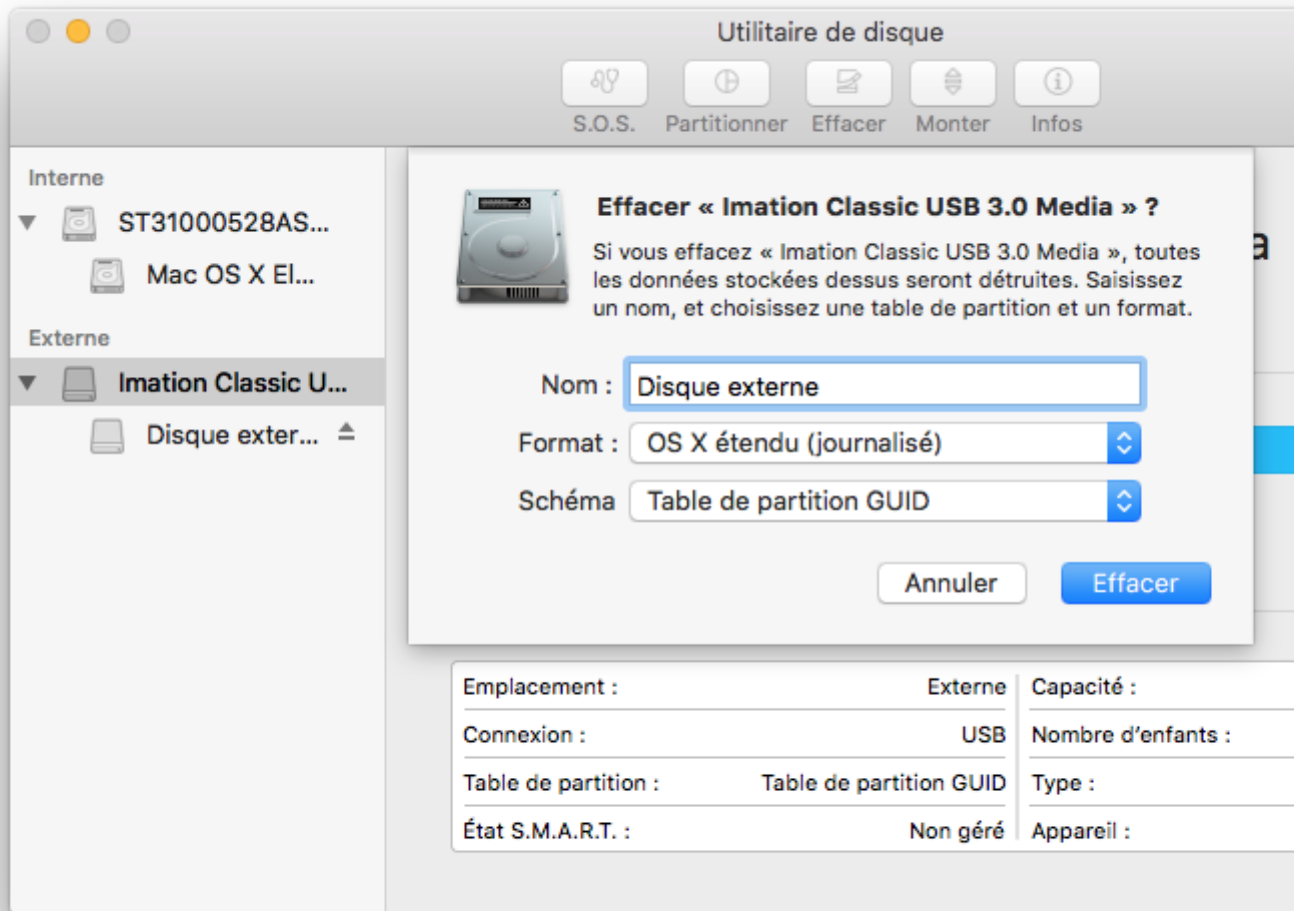 Utilitaire de disque
S.O.S. Partitionner Effacer Monter Infos
Interne
ST31000528AS...
Mac OS X El...
Externe
Imation Classic U...
Disque exter...
Effacer « Imation Classic USB 3.0 Media » ?
Si vous effacez « Imation Classic USB 3.0 Media », toutes
les données stockées dessus seront détruites. Saisissez
un nom, et choisissez une table de partition et un format.
Nom : Disque externe
Format : OS X étendu (journalisé)
Schéma Table de partition GUID
Annuler Effacer
a
Emplacement : Externe Capacité :
Connexion : USB Nombre d'enfants :
Table de partition : Table de partition GUID Type :
État S.M.A.R.T. : Non géré Appareil :